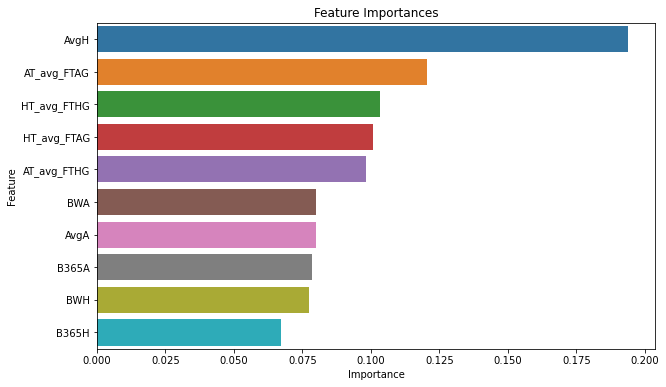 Feature Importances
Feature
AvgH
AT_avg_FTAG
HT_avg_FTHG
HT_avg_FTAG
AT_avg_FTHG
BWA
AvgA
B365A
BWH
B365H
0.000 0.025 0.050 0.075 0.100 0.125 0.150 0.175 0.200
Importance